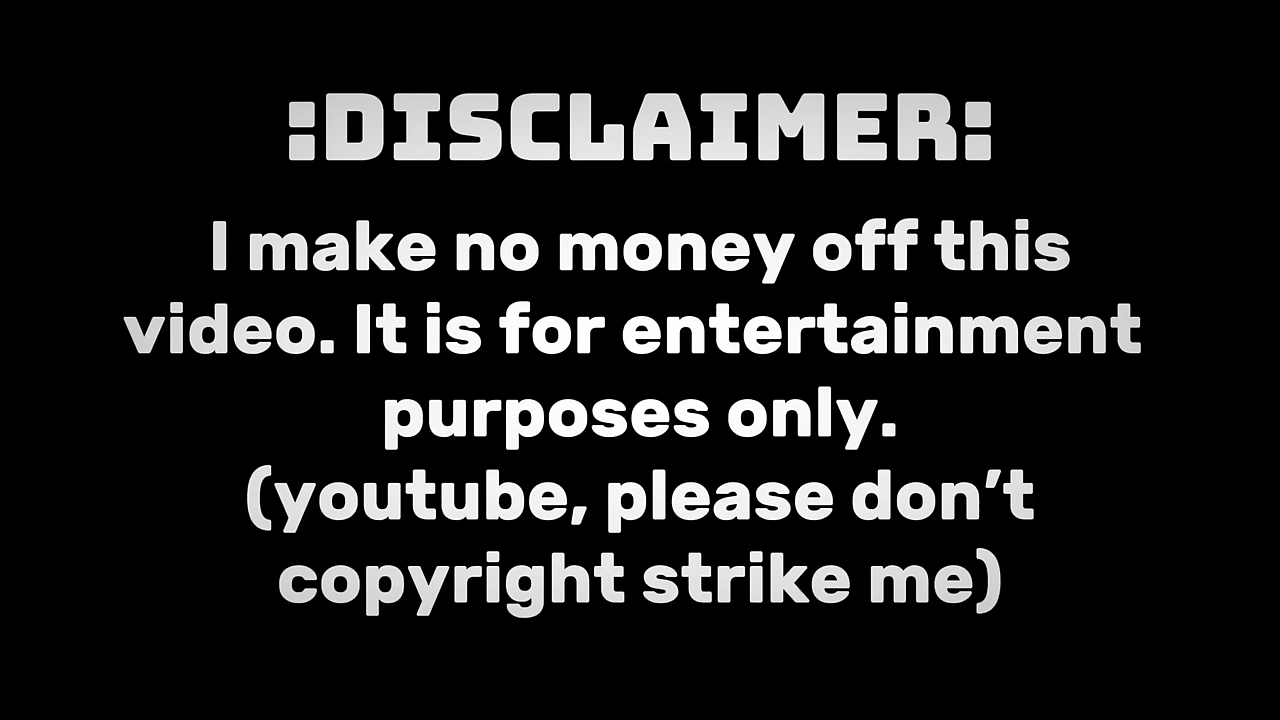 :DISCLAIMER:
I make no money off this
video. It is for entertainment
purposes only.
(youtube, please don’t
copyright strike me)